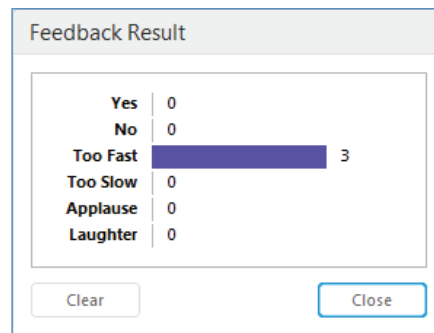 Feedback Result
Yes 0
No 0
Too Fast 3
Too Slow 0
Applause 0
Laughter 0
Clear Close